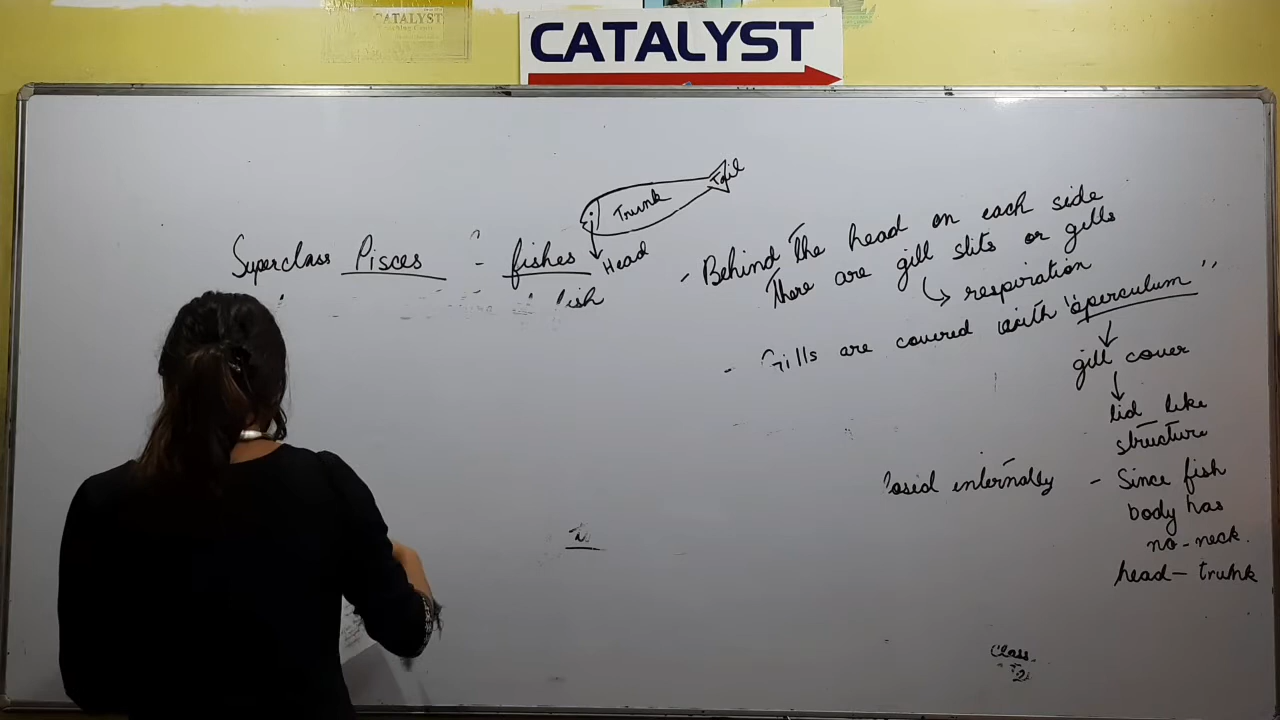 CATALYST
CATALYST
Tail
Trunk
Head
Superclass Pisces - fishes
fish
- Behind the head on each side
there are gill slits or gills
respiration
- Gills are covered with "operculum"
gill cover
lid like
structure
internally - Since fish
body has
no-neck.
head - trunk
Class